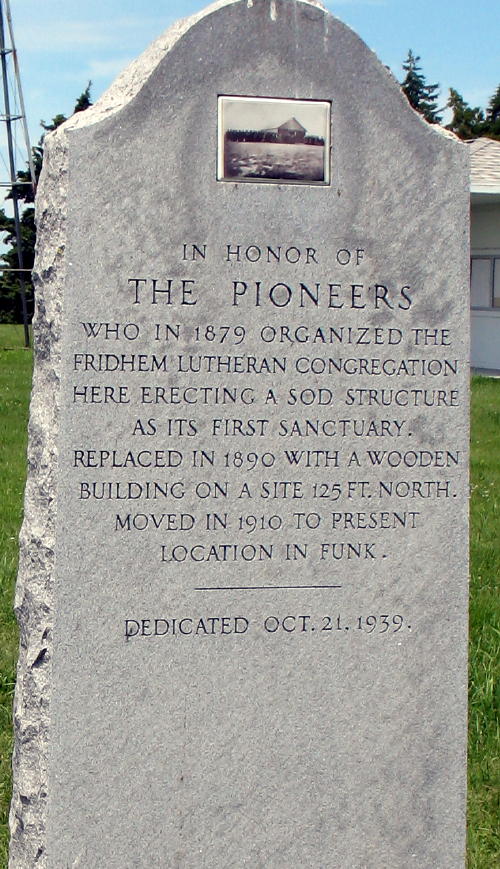 IN HONOR OF
THE PIONEERS
WHO IN 1879 ORGANIZED THE
FRIDHEM LUTHERAN CONGREGATION
HERE ERECTING A SOD STRUCTURE
AS ITS FIRST SANCTUARY.
REPLACED IN 1890 WITH A WOODEN
BUILDING ON A SITE 125 FT. NORTH.
MOVED IN 1910 TO PRESENT
LOCATION IN FUNK.
DEDICATED OCT. 21. 1939.